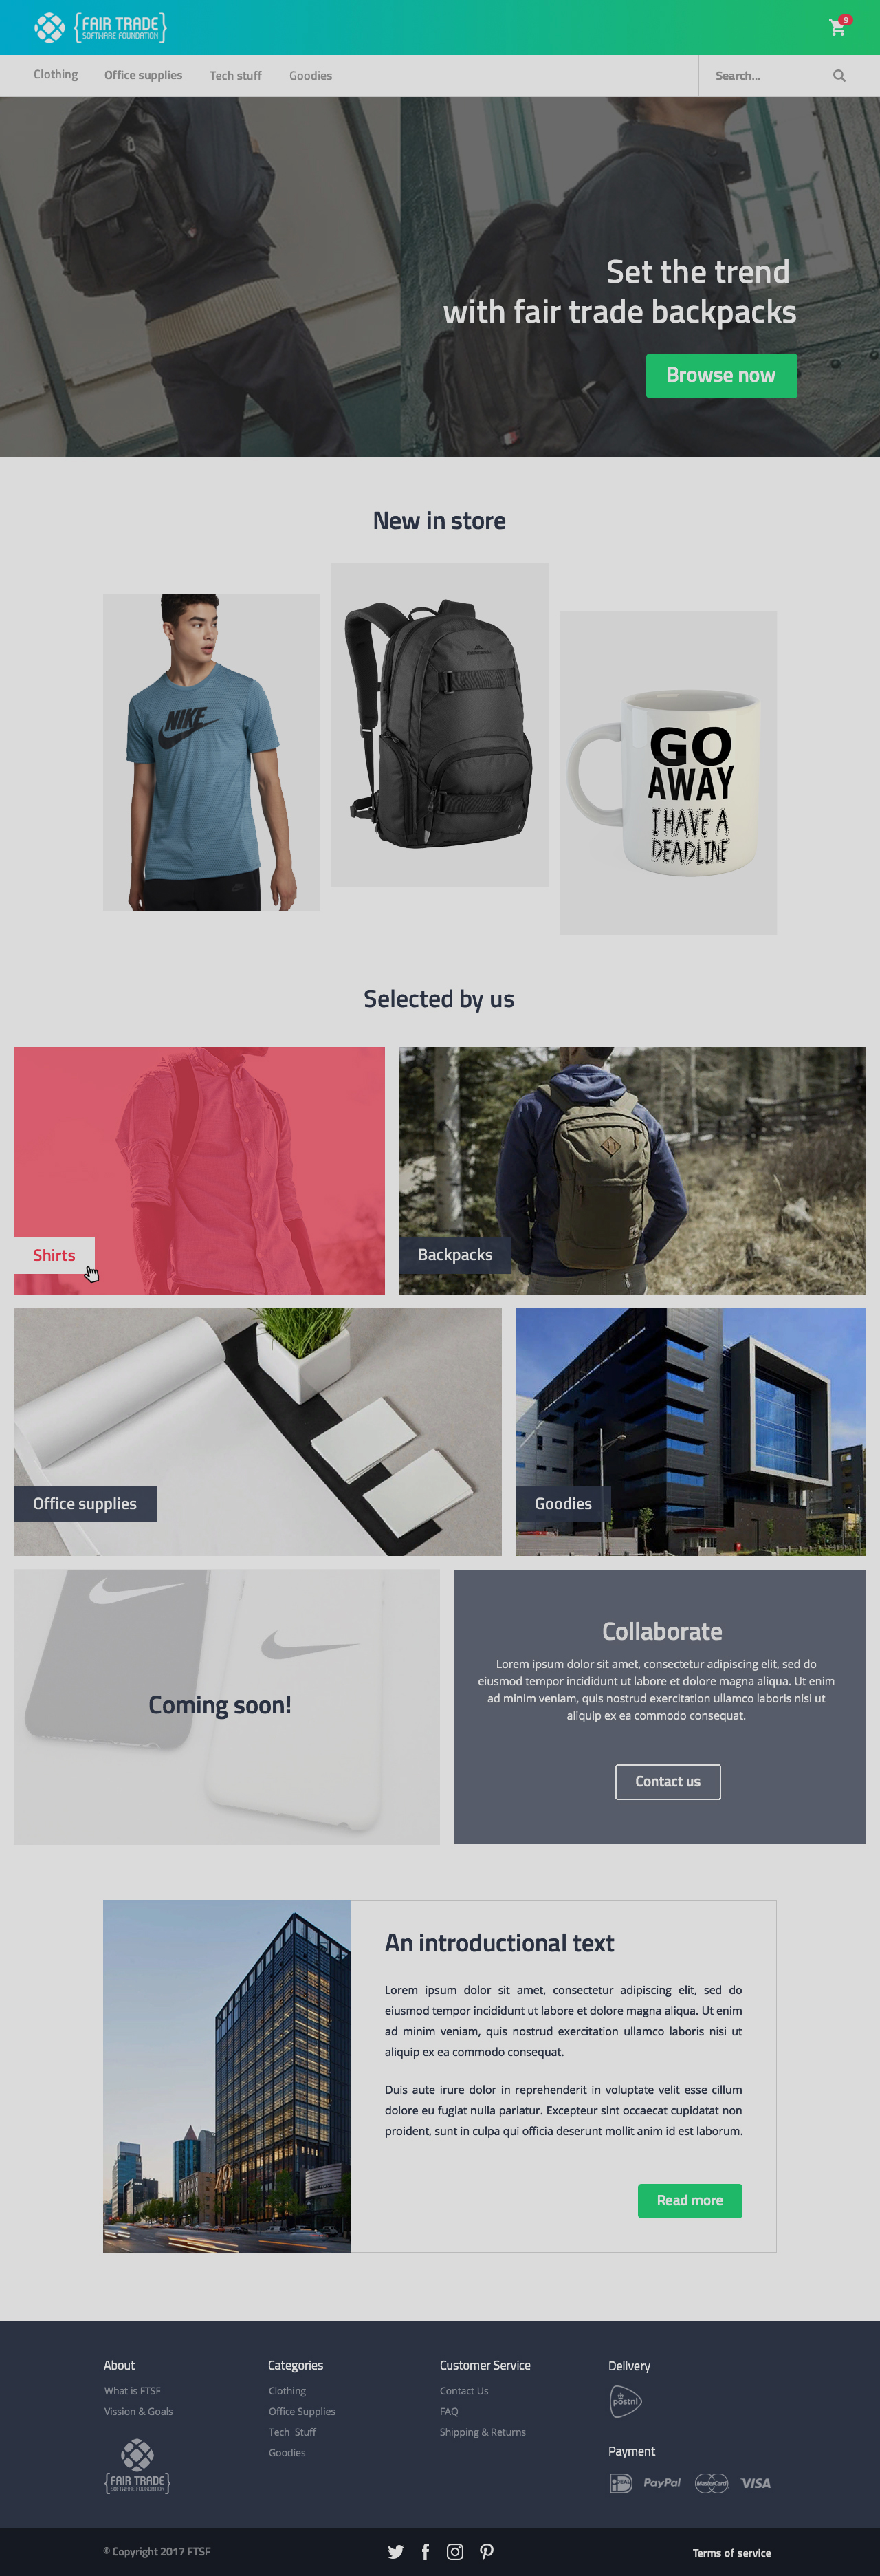 {FAIR TRADE}
SOFTWARE FOUNDATION
9
Clothing Office supplies Tech stuff Goodies Search...
Set the trend
with fair trade backpacks
Browse now
New in store
NIKE
GO
AWAY
I HAVE A
DEADLINE
Selected by us
Shirts
Backpacks
Office supplies
Goodies
Coming soon!
Collaborate
Lorem ipsum dolor sit amet, consectetur adipiscing elit, sed do
eiusmod tempor incididunt ut labore et dolore magna aliqua. Ut enim
ad minim veniam, quis nostrud exercitation ullamco laboris nisi ut
aliquip ex ea commodo consequat.
Contact us
An introductional text
Lorem ipsum dolor sit amet, consectetur adipiscing elit, sed do
eiusmod tempor incididunt ut labore et dolore magna aliqua. Ut enim
ad minim veniam, quis nostrud exercitation ullamco laboris nisi ut
aliquip ex ea commodo consequat.
Duis aute irure dolor in reprehenderit in voluptate velit esse cillum
dolore eu fugiat nulla pariatur. Excepteur sint occaecat cupidatat non
proident, sunt in culpa qui officia deserunt mollit anim id est laborum.
Read more
About
What is FTSF
Vission & Goals
{FAIR TRADE}
SOFTWARE FOUNDATION
Categories
Clothing
Office Supplies
Tech Stuff
Goodies
Customer Service
Contact Us
FAQ
Shipping & Returns
Delivery
postnl
Payment
iDEAL PayPal MasterCard VISA
© Copyright 2017 FTSF
Terms of service